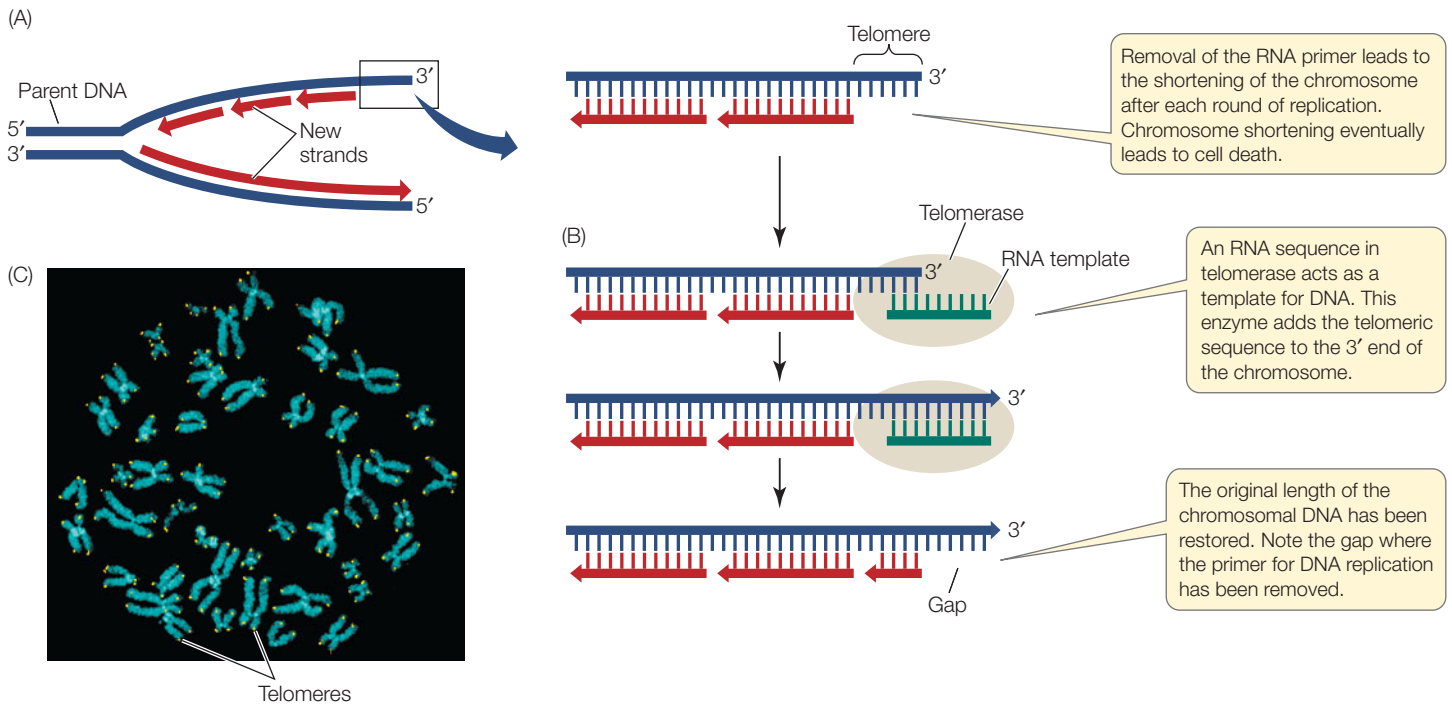 (A)
Parent DNA
5′
3′
3′
New
strands
5′
Telomere
3′
Removal of the RNA primer leads to
the shortening of the chromosome
after each round of replication.
Chromosome shortening eventually
leads to cell death.
(B)
Telomerase
3′
RNA template
An RNA sequence in
telomerase acts as a
template for DNA. This
enzyme adds the telomeric
sequence to the 3′ end of
the chromosome.
3′
3′
Gap
The original length of the
chromosomal DNA has been
restored. Note the gap where
the primer for DNA replication
has been removed.
(C)
Telomeres